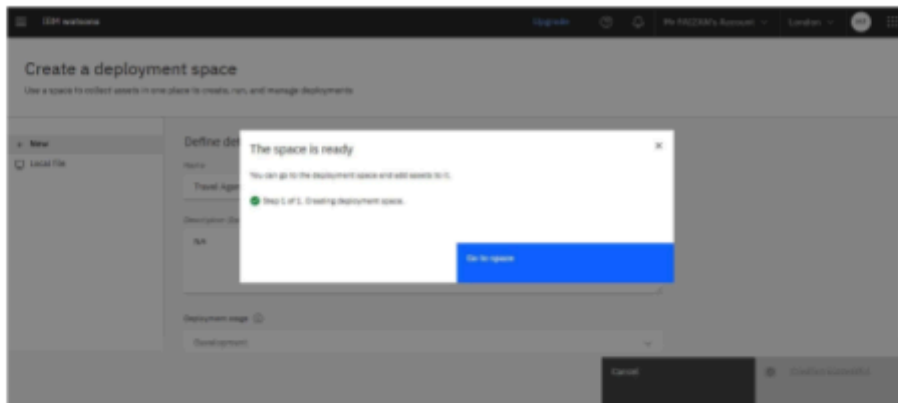 IBM watsonx
Upgrade
London
Create a deployment space
Use a space to collect assets in one place to create, run, and manage deployments
New
Local file
Define
Name
Travel
Description
NA
The space is ready
You can go to the deployment space and add assets to it.
Step 1 of 1. Creating deployment space.
Go to space
Deployment stage
Development
Cancel